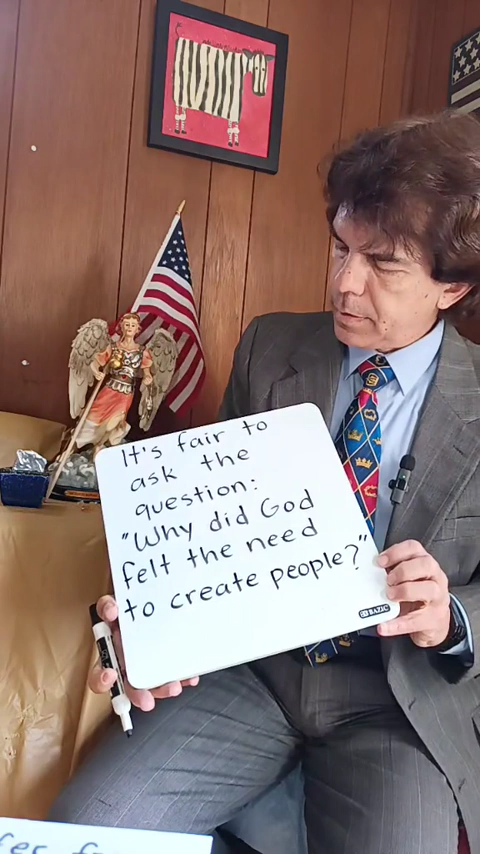 It's fair to
ask the
question:
"Why did God
felt the need
to create people?"
BAZIC